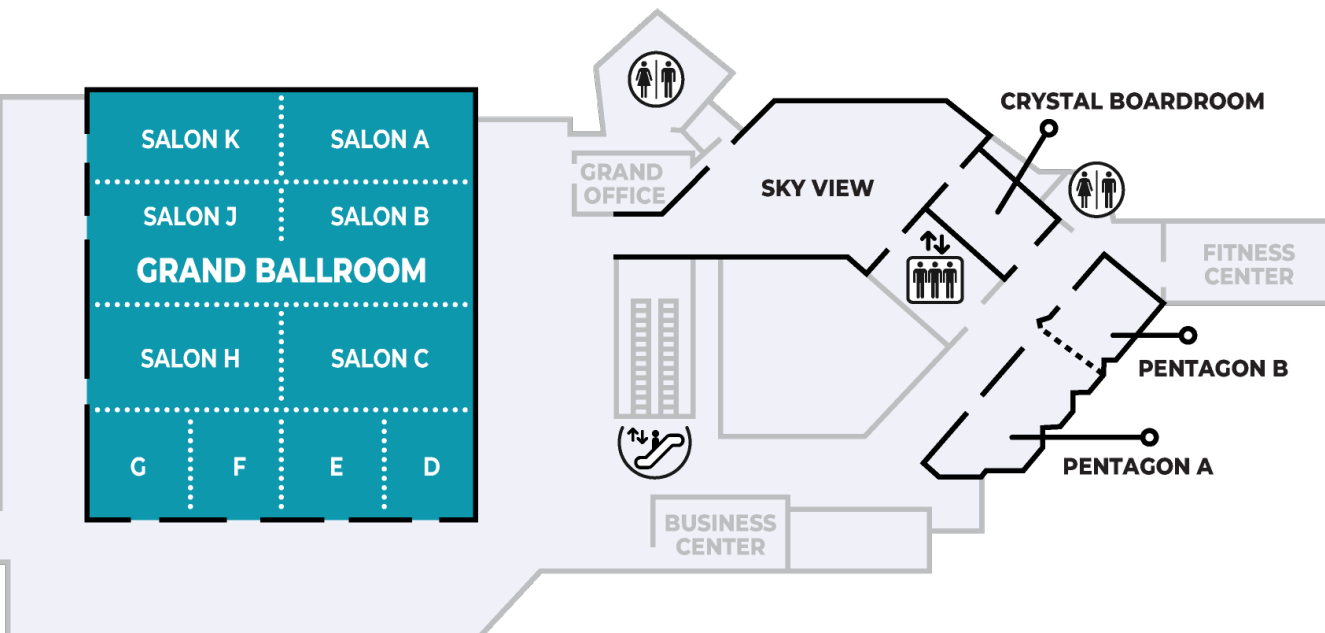 CRYSTAL BOARDROOM
SALON K
SALON A
GRAND
OFFICE
SKY VIEW
SALON J
SALON B
GRAND BALLROOM
FITNESS
CENTER
SALON H
SALON C
PENTAGON B
G
F
E
D
PENTAGON A
BUSINESS
CENTER